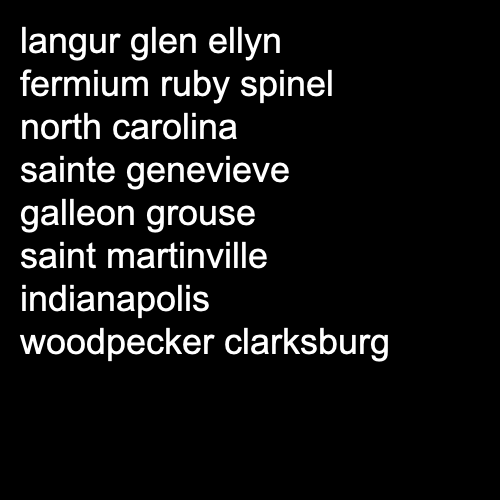 langur glen ellyn
fermium ruby spinel
north carolina
sainte genevieve
galleon grouse
saint martinville
indianapolis
woodpecker clarksburg